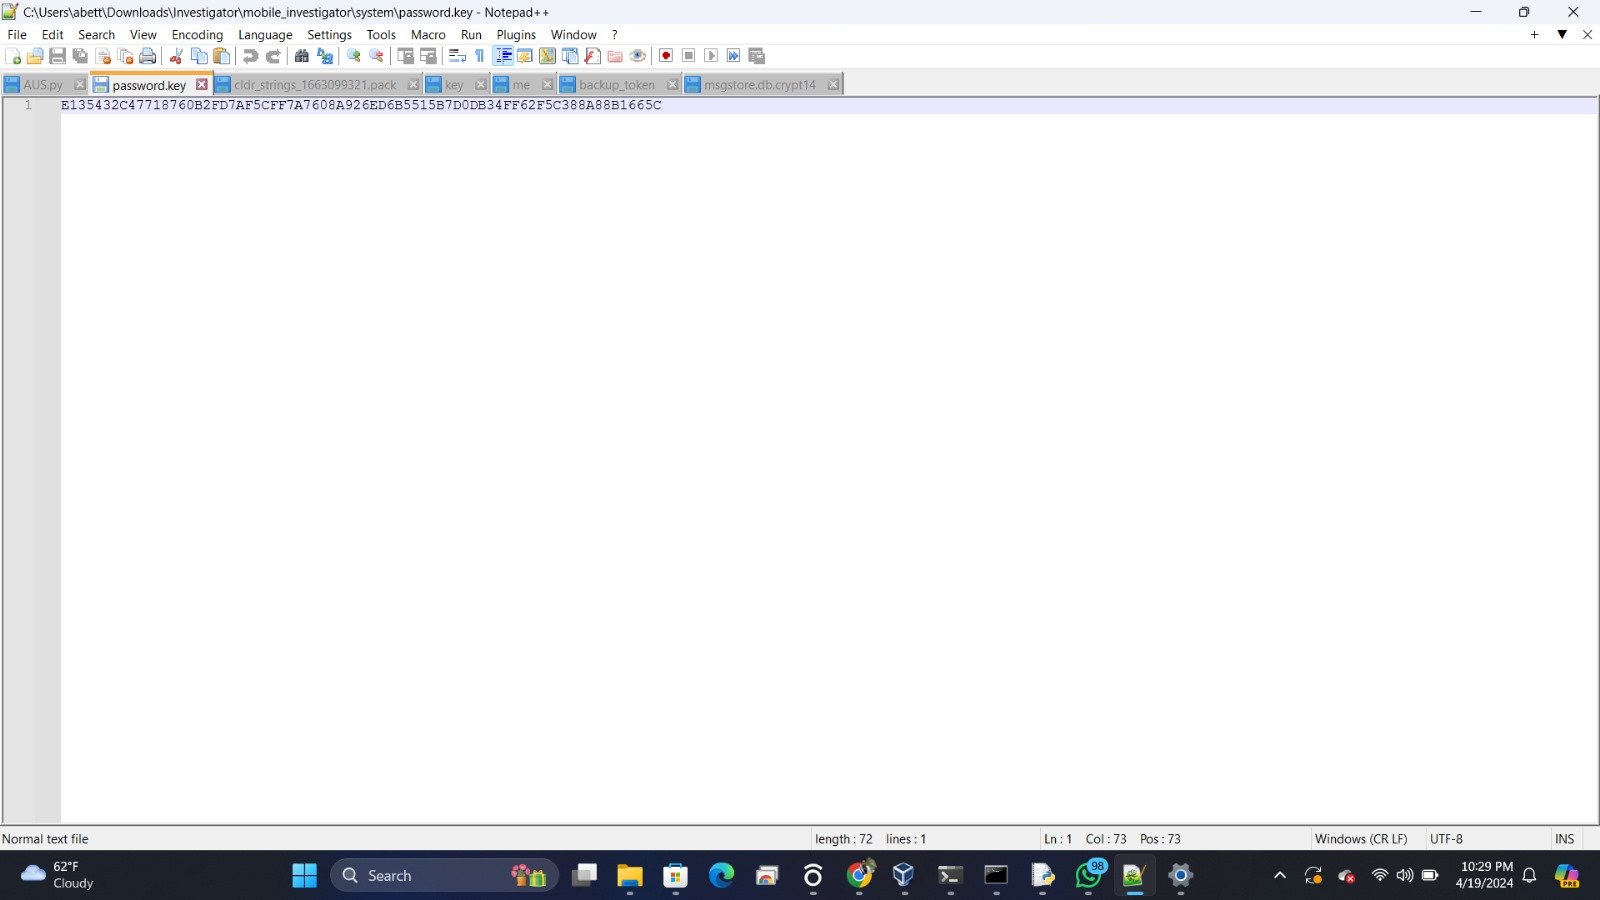 C:\Users\abett\Downloads\Investigator\mobile_investigator\system\password.key - Notepad++
File Edit Search View Encoding Language Settings Tools Macro Run Plugins Window ?
AUS.py password.key cldr_strings_1663099321.pack key me backup_token msgstore.db.crypt14
1 E135432C47718760B2FD7AF5CFF7A7608A926ED6B5515B7D0DB34FF62F5C388A88B1665C
Normal text file length : 72 lines : 1 Ln : 1 Col : 73 Pos : 73 Windows (CR LF) UTF-8 INS
62°F
Cloudy
Search
98
10:29 PM
4/19/2024
PRE